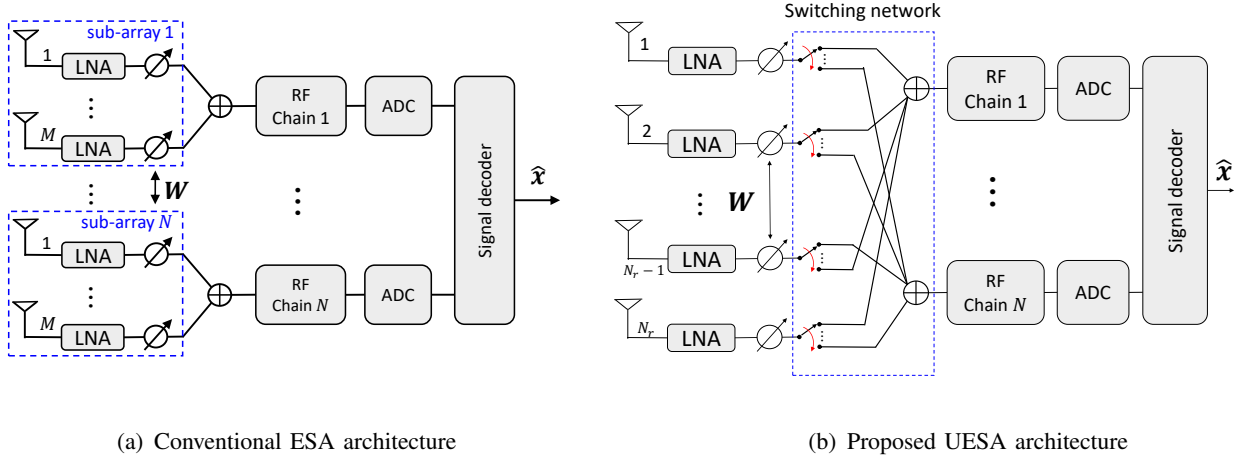 sub-array 1
1
LNA
⋮
M
LNA
W
⋮
sub-array N
1
LNA
⋮
M
LNA
RF
Chain 1
ADC
⋮
RF
Chain N
ADC
Signal decoder
x̂
(a) Conventional ESA architecture
Switching network
1
LNA
2
LNA
⋮
W
N_r − 1
LNA
N_r
LNA
RF
Chain 1
ADC
⋮
RF
Chain N
ADC
Signal decoder
x̂
(b) Proposed UESA architecture